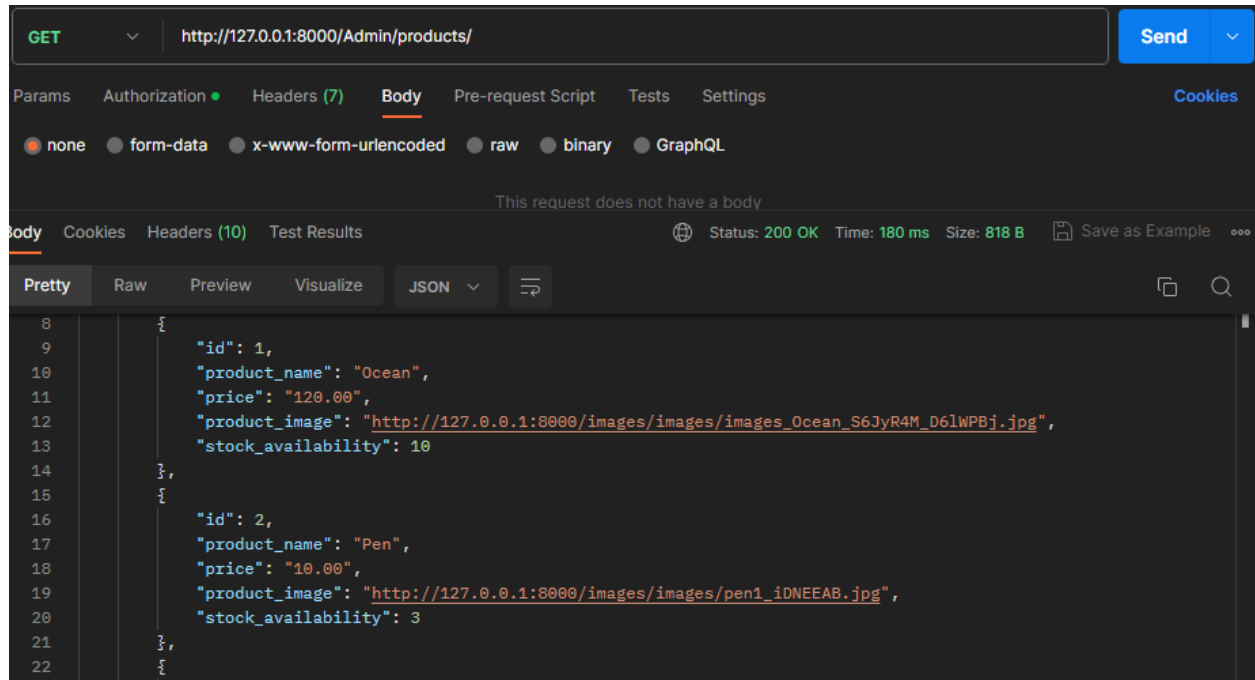 GET http://127.0.0.1:8000/Admin/products/ Send
Params Authorization Headers (7) Body Pre-request Script Tests Settings Cookies
none form-data x-www-form-urlencoded raw binary GraphQL
This request does not have a body
Body Cookies Headers (10) Test Results Status: 200 OK Time: 180 ms Size: 818 B Save as Example
Pretty Raw Preview Visualize JSON
8 {
9 "id": 1,
10 "product_name": "Ocean",
11 "price": "120.00",
12 "product_image": "http://127.0.0.1:8000/images/images/images_Ocean_S6JyR4M_D6lWPBj.jpg",
13 "stock_availability": 10
14 },
15 {
16 "id": 2,
17 "product_name": "Pen",
18 "price": "10.00",
19 "product_image": "http://127.0.0.1:8000/images/images/pen1_iDNEEAB.jpg",
20 "stock_availability": 3
21 },
22 {